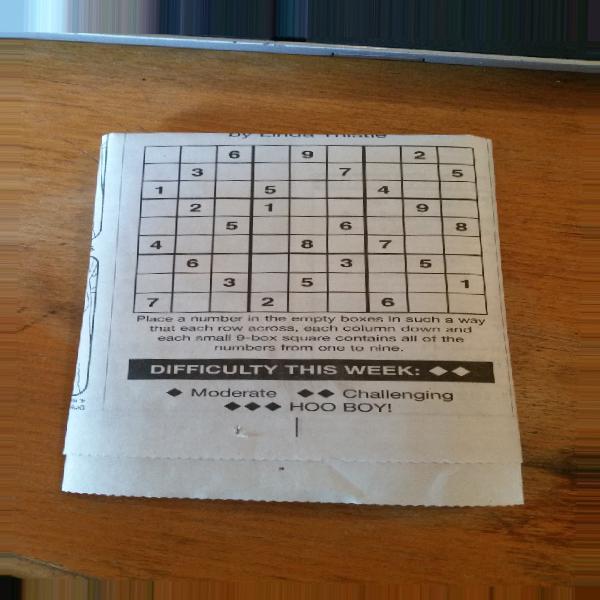 by Linda Thistle
6 9 2
3 7 5
1 5 4
2 1 9
5 6 8
4 8 7
6 3 5
3 5 1
7 2 6
Place a number in the empty boxes in such a way
that each row across, each column down and
each small 9-box square contains all of the
numbers from one to nine.
DIFFICULTY THIS WEEK: ◆ ◆
◆ Moderate ◆ ◆ Challenging
◆ ◆ ◆ HOO BOY!